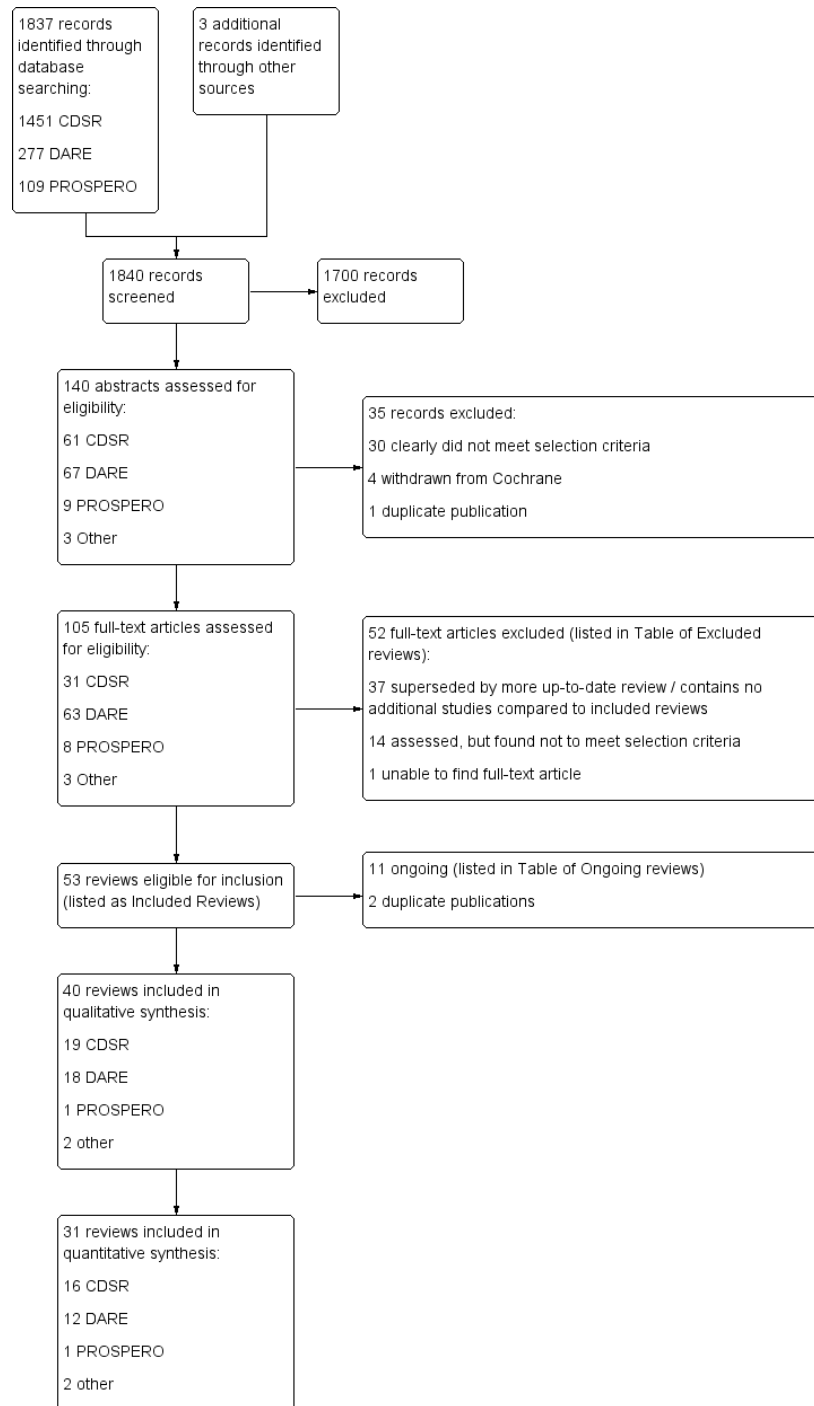 1837 records
identified through
database
searching:
1451 CDSR
277 DARE
109 PROSPERO
3 additional
records identified
through other
sources
1840 records
screened
1700 records
excluded
140 abstracts assessed for
eligibility:
61 CDSR
67 DARE
9 PROSPERO
3 Other
35 records excluded:
30 clearly did not meet selection criteria
4 withdrawn from Cochrane
1 duplicate publication
105 full-text articles assessed
for eligibility:
31 CDSR
63 DARE
8 PROSPERO
3 Other
52 full-text articles excluded (listed in Table of Excluded
reviews):
37 superseded by more up-to-date review / contains no
additional studies compared to included reviews
14 assessed, but found not to meet selection criteria
1 unable to find full-text article
53 reviews eligible for inclusion
(listed as Included Reviews)
11 ongoing (listed in Table of Ongoing reviews)
2 duplicate publications
40 reviews included in
qualitative synthesis:
19 CDSR
18 DARE
1 PROSPERO
2 other
31 reviews included in
quantitative synthesis:
16 CDSR
12 DARE
1 PROSPERO
2 other